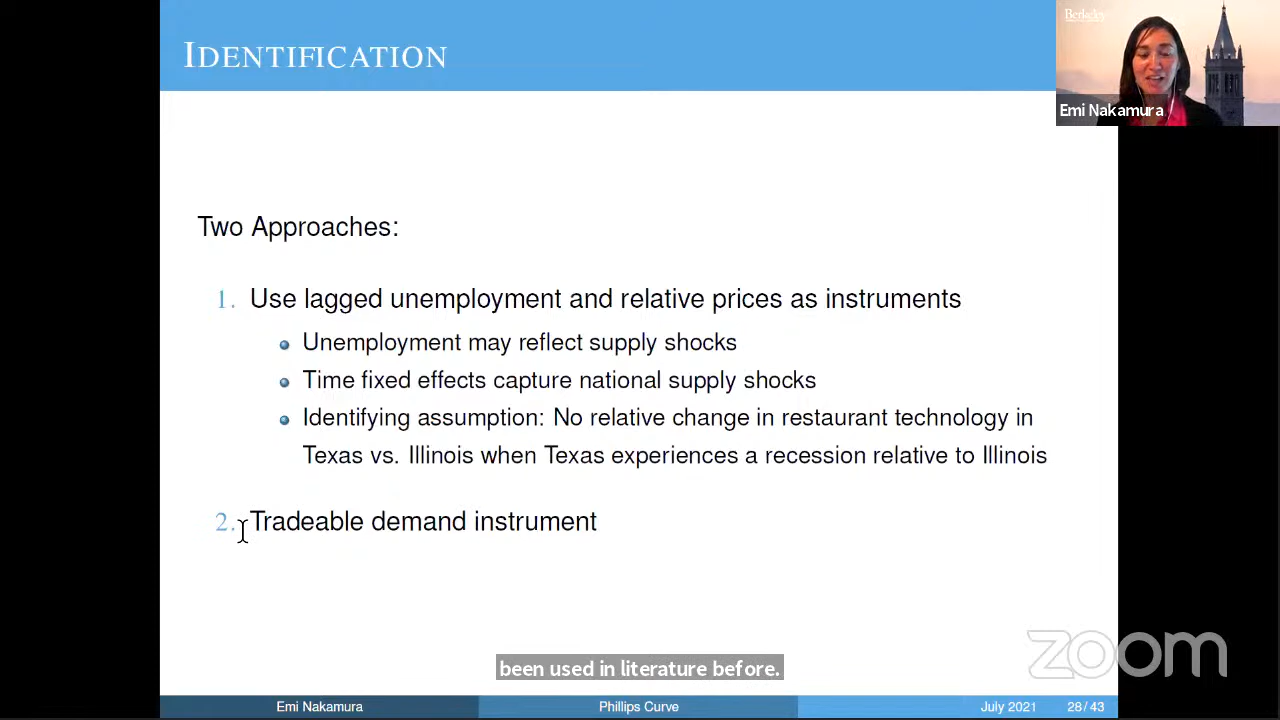 IDENTIFICATION
Berkeley
Emi Nakamura
Two Approaches:
1. Use lagged unemployment and relative prices as instruments
Unemployment may reflect supply shocks
Time fixed effects capture national supply shocks
Identifying assumption: No relative change in restaurant technology in
Texas vs. Illinois when Texas experiences a recession relative to Illinois
2. Tradeable demand instrument
zoom
been used in literature before.
Emi Nakamura Phillips Curve July 2021 28/43